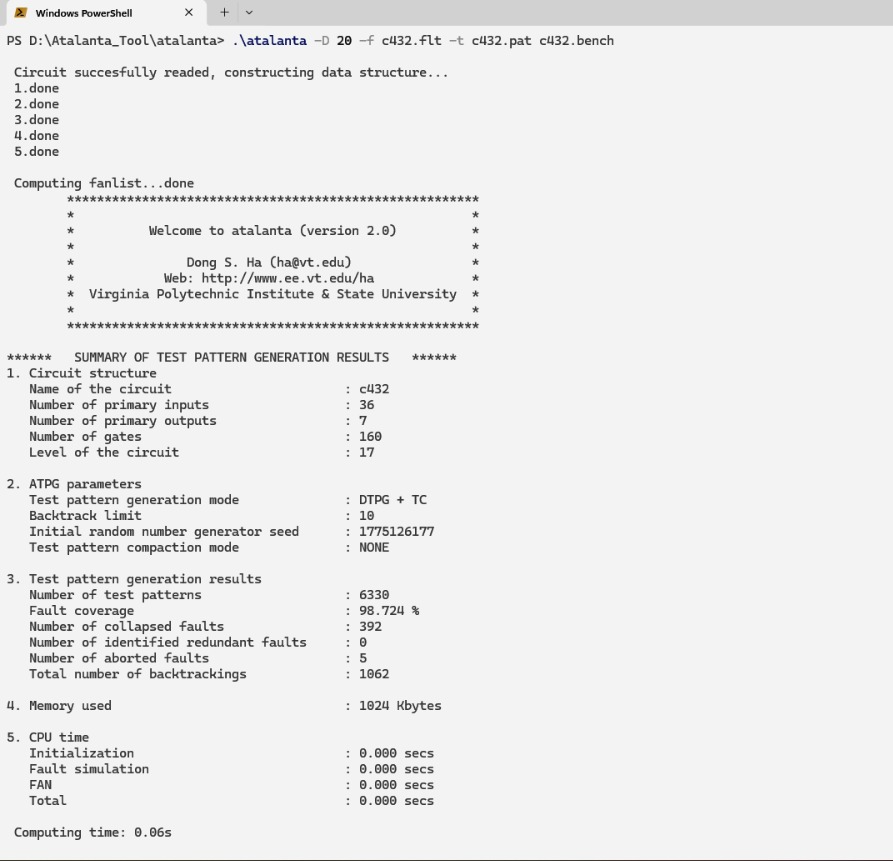 Windows PowerShell
PS D:\Atalanta_Tool\atalanta> .\atalanta -D 20 -f c432.flt -t c432.pat c432.bench
Circuit succesfully readed, constructing data structure...
1.done
2.done
3.done
4.done
5.done
Computing fanlist...done
*******************************************************
* *
* Welcome to atalanta (version 2.0) *
* *
* Dong S. Ha (ha@vt.edu) *
* Web: http://www.ee.vt.edu/ha *
* Virginia Polytechnic Institute & State University *
* *
*******************************************************
****** SUMMARY OF TEST PATTERN GENERATION RESULTS ******
1. Circuit structure
Name of the circuit : c432
Number of primary inputs : 36
Number of primary outputs : 7
Number of gates : 160
Level of the circuit : 17
2. ATPG parameters
Test pattern generation mode : DTPG + TC
Backtrack limit : 10
Initial random number generator seed : 1775126177
Test pattern compaction mode : NONE
3. Test pattern generation results
Number of test patterns : 6330
Fault coverage : 98.724 %
Number of collapsed faults : 392
Number of identified redundant faults : 0
Number of aborted faults : 5
Total number of backtrackings : 1062
4. Memory used : 1024 Kbytes
5. CPU time
Initialization : 0.000 secs
Fault simulation : 0.000 secs
FAN : 0.000 secs
Total : 0.000 secs
Computing time: 0.06s